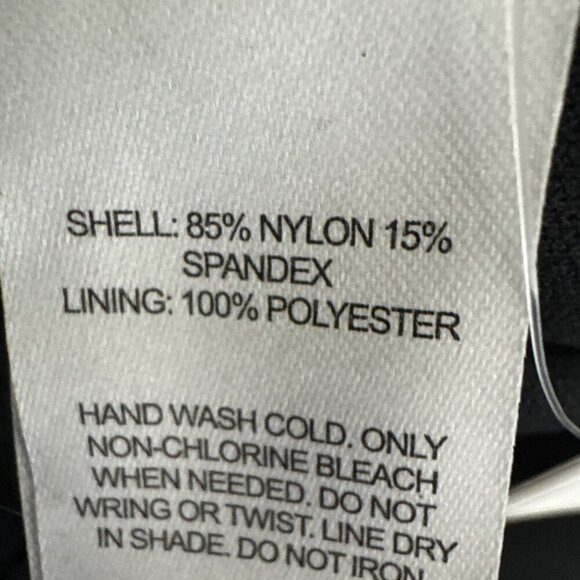 SHELL: 85% NYLON 15%
SPANDEX
LINING: 100% POLYESTER
HAND WASH COLD. ONLY
NON-CHLORINE BLEACH
WHEN NEEDED. DO NOT
WRING OR TWIST. LINE DRY
IN SHADE. DO NOT IRON